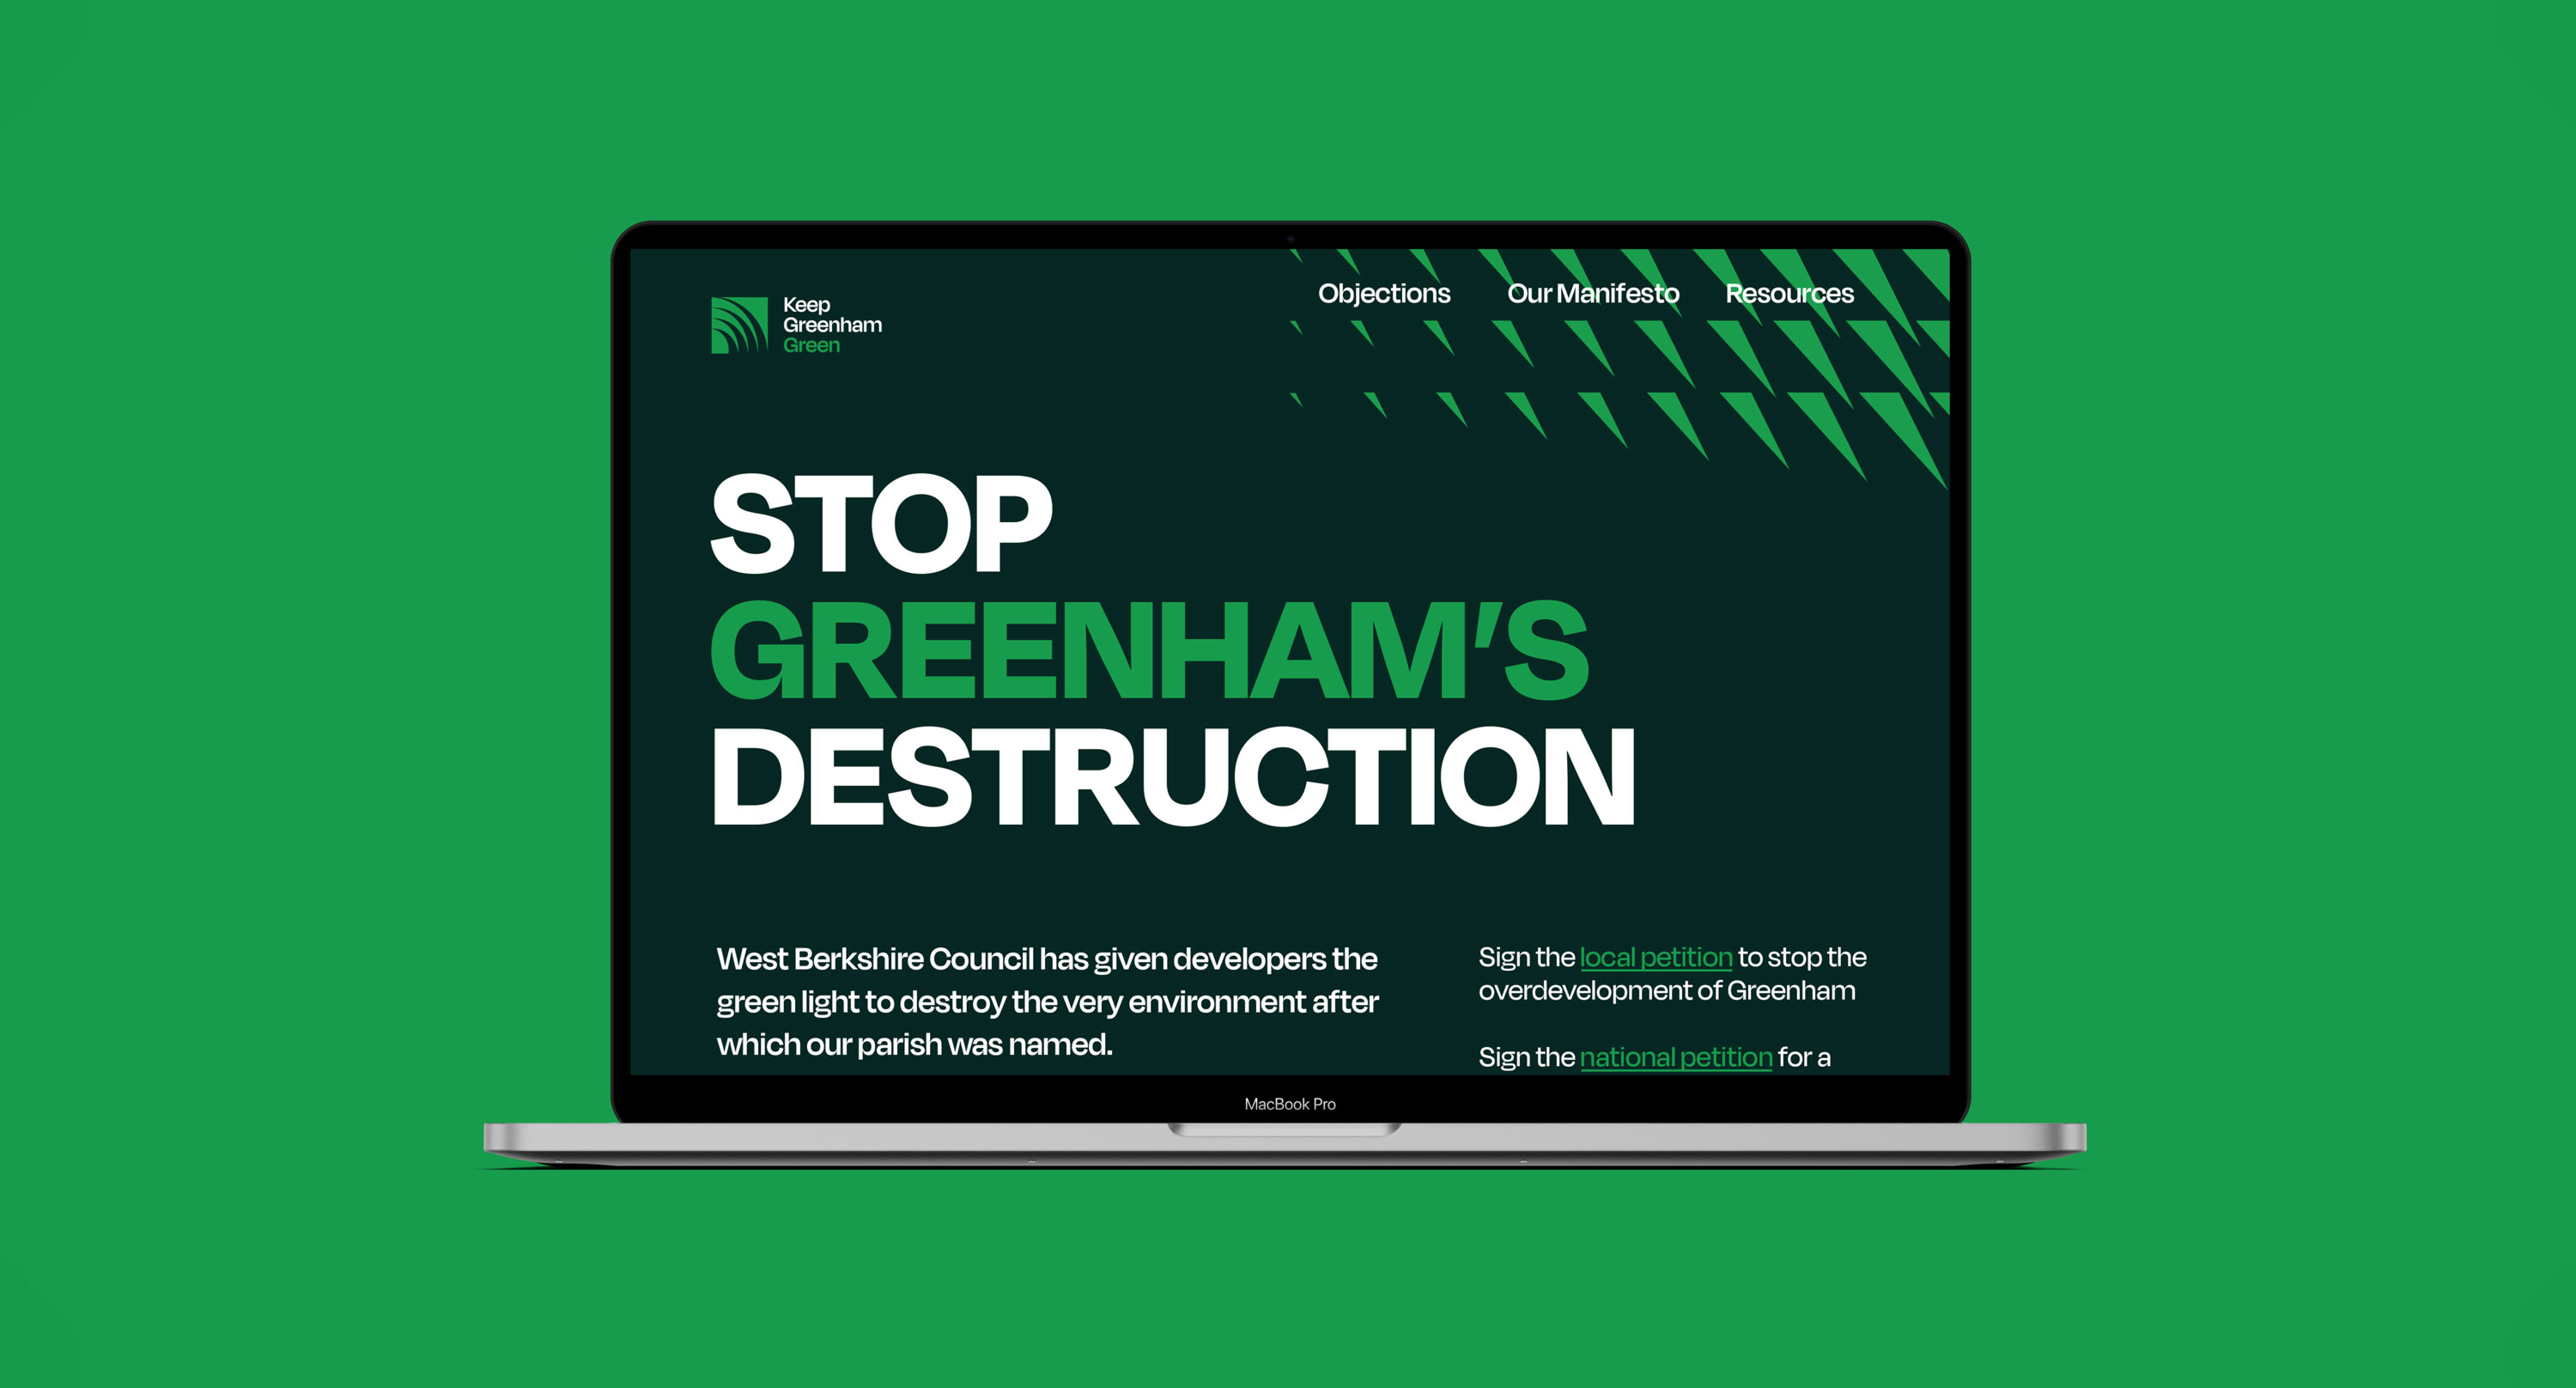 Keep
Greenham
Green
Objections
Our Manifesto
Resources
STOP
GREENHAM’S
DESTRUCTION
West Berkshire Council has given developers the
green light to destroy the very environment after
which our parish was named.
Sign the local petition to stop the
overdevelopment of Greenham
Sign the national petition for a
MacBook Pro